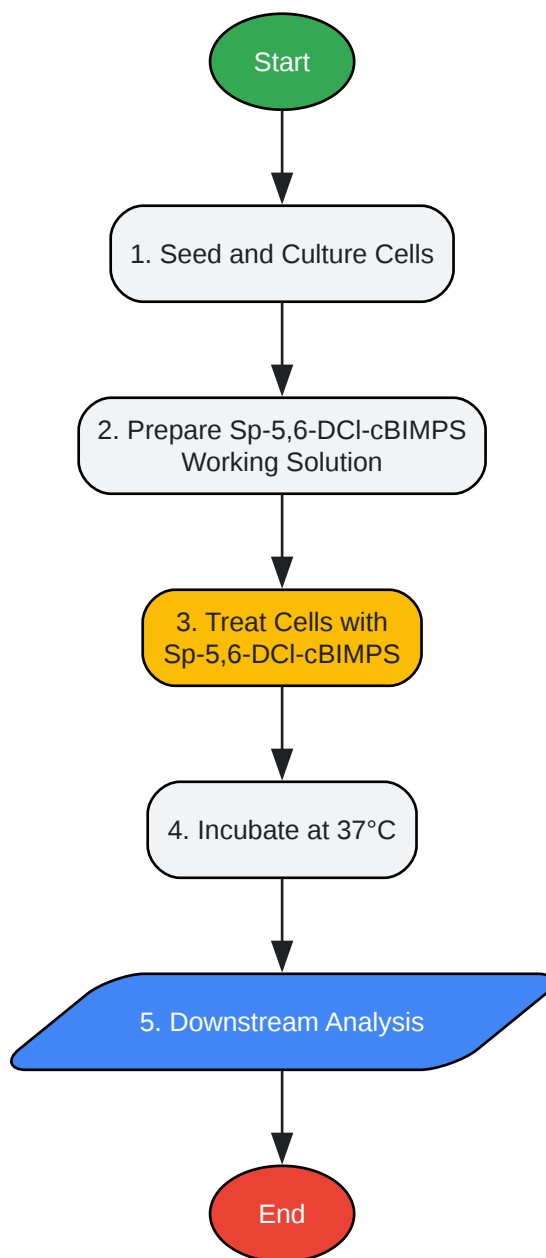 Start
1. Seed and Culture Cells
2. Prepare Sp-5,6-DCl-cBIMPS
Working Solution
3. Treat Cells with
Sp-5,6-DCl-cBIMPS
4. Incubate at 37°C
5. Downstream Analysis
End